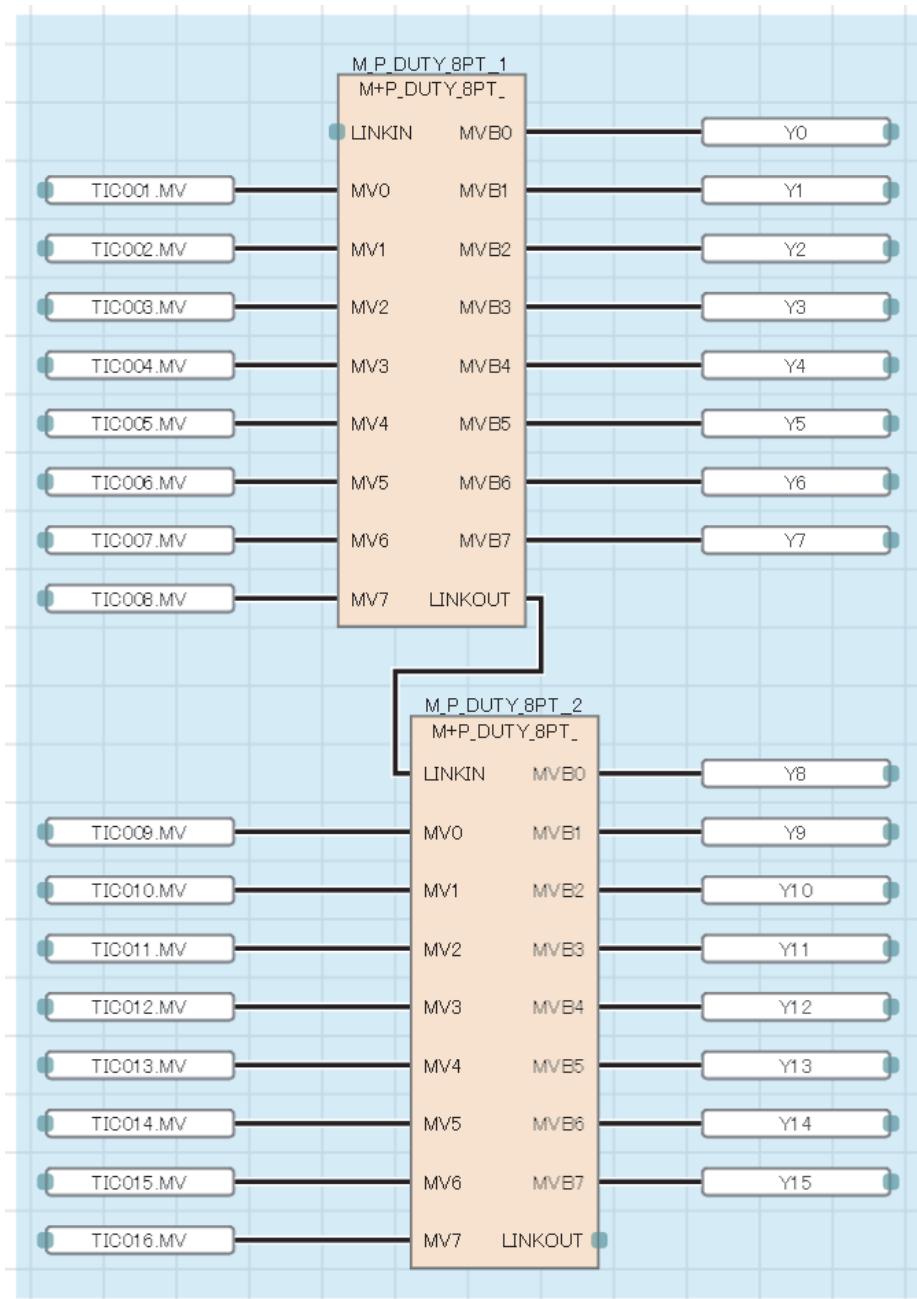 M_P_DUTY_8PT_1
M+P_DUTY_8PT_
LINKIN MVB0 Y0
TIC001.MV MV0 MVB1 Y1
TIC002.MV MV1 MVB2 Y2
TIC003.MV MV2 MVB3 Y3
TIC004.MV MV3 MVB4 Y4
TIC005.MV MV4 MVB5 Y5
TIC006.MV MV5 MVB6 Y6
TIC007.MV MV6 MVB7 Y7
TIC008.MV MV7 LINKOUT
M_P_DUTY_8PT_2
M+P_DUTY_8PT_
LINKIN MVB0 Y8
TIC009.MV MV0 MVB1 Y9
TIC010.MV MV1 MVB2 Y10
TIC011.MV MV2 MVB3 Y11
TIC012.MV MV3 MVB4 Y12
TIC013.MV MV4 MVB5 Y13
TIC014.MV MV5 MVB6 Y14
TIC015.MV MV6 MVB7 Y15
TIC016.MV MV7 LINKOUT